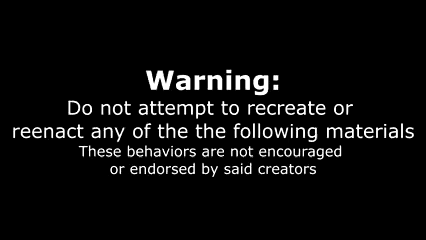 Warning:
Do not attempt to recreate or
reenact any of the the following materials
These behaviors are not encouraged
or endorsed by said creators